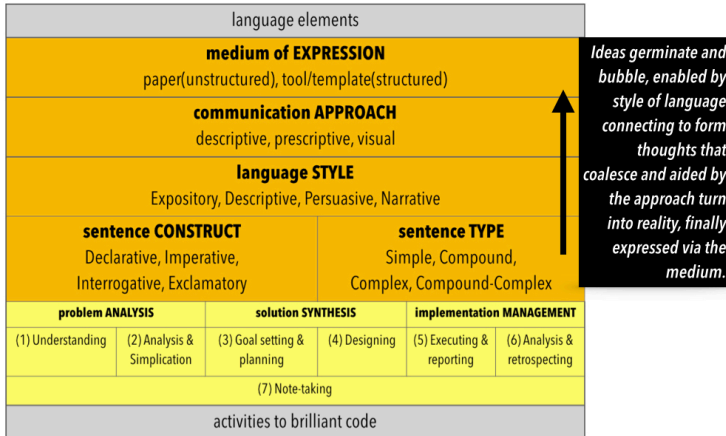 language elements
medium of EXPRESSION
paper(unstructured), tool/template(structured)
communication APPROACH
descriptive, prescriptive, visual
language STYLE
Expository, Descriptive, Persuasive, Narrative
sentence CONSTRUCT
Declarative, Imperative,
Interrogative, Exclamatory
sentence TYPE
Simple, Compound,
Complex, Compound-Complex
problem ANALYSIS
solution SYNTHESIS
implementation MANAGEMENT
(1) Understanding
(2) Analysis &
Simplication
(3) Goal setting &
planning
(4) Designing
(5) Executing &
reporting
(6) Analysis &
retrospecting
(7) Note-taking
activities to brilliant code
Ideas germinate and
bubble, enabled by
style of language
connecting to form
thoughts that
coalesce and aided by
the approach turn
into reality, finally
expressed via the
medium.